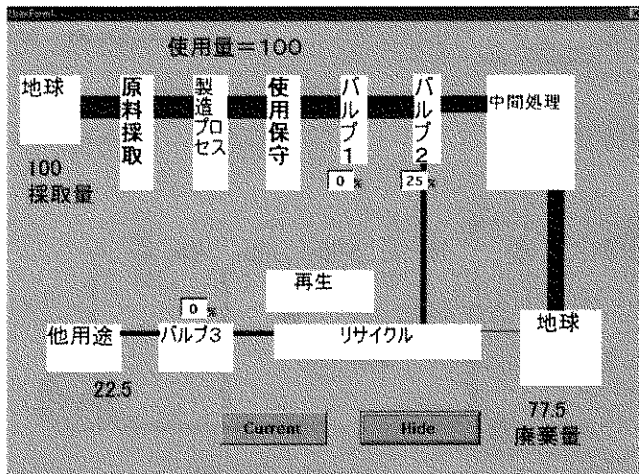 UserForm1
使用量＝100
地球
原料採取
製造プロセス
使用保守
バルブ1
バルブ2
中間処理
100
採取量
0 %
25 %
再生
0 %
他用途
バルブ3
リサイクル
地球
22.5
77.5
廃棄量
Current
Hide